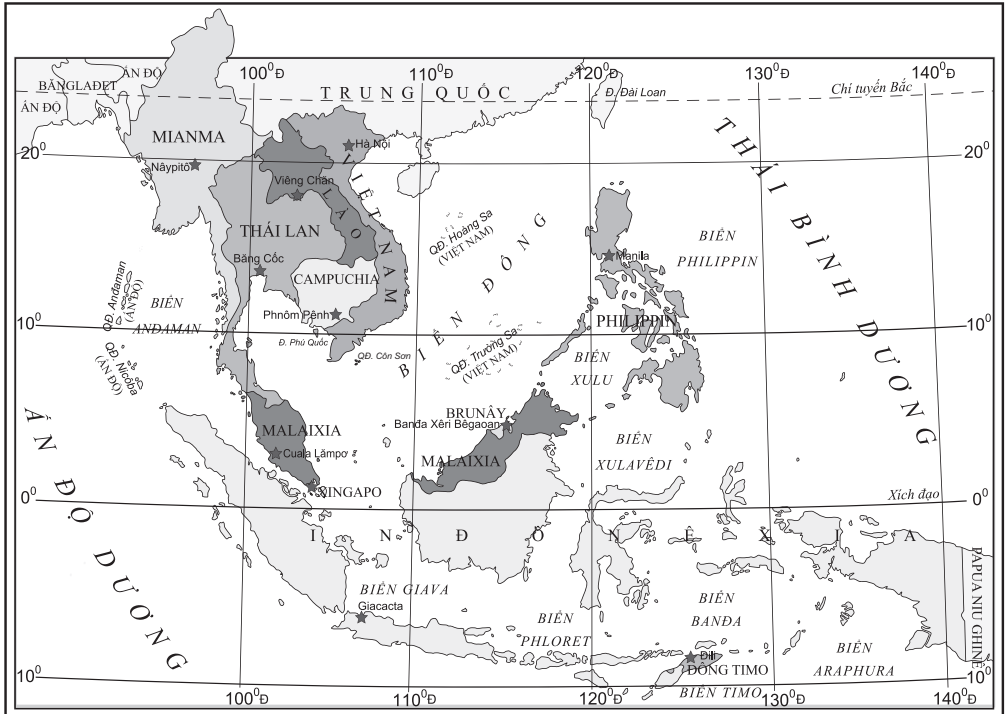 100⁰Đ
110⁰Đ
120⁰Đ
130⁰Đ
140⁰Đ
ẤN ĐỘ
BĂNGLAĐET
ẤN ĐỘ
TRUNG QUỐC
Đ. Đài Loan
Chí tuyến Bắc
MIANMA
Nâypitô
Hà Nội
20⁰
20⁰
Viêng Chăn
VIỆT NAM
LÀO
THÁI LAN
Băng Cốc
CAMPUCHIA
Phnôm Pênh
Đ. Phú Quốc
QĐ. Côn Sơn
QĐ. Hoàng Sa
(VIỆT NAM)
BIỂN ĐÔNG
QĐ. Trường Sa
(VIỆT NAM)
THÁI BÌNH DƯƠNG
BIỂN
PHILIPPIN
Manila
PHILIPPIN
QĐ. Anđaman
(ẤN ĐỘ)
BIỂN
ANĐAMAN
10⁰
10⁰
QĐ. Nicôba
(ẤN ĐỘ)
BIỂN
XULU
BRUNÂY
Banđa Xêri Bêgaoan
MALAIXIA
Cuala Lămpơ
MALAIXIA
BIỂN
XULAVÊDI
XINGAPO
ẤN ĐỘ DƯƠNG
0⁰
Xích đạo
0⁰
INĐÔNÊXIA
BIỂN GIAVA
Giacacta
BIỂN
PHLORET
BIỂN
BANĐA
Đili
ĐÔNG TIMO
BIỂN TIMO
BIỂN
ARAPHURA
PAPUA NIU GHINÊ
10⁰
10⁰
100⁰Đ
110⁰Đ
120⁰Đ
130⁰Đ
140⁰Đ